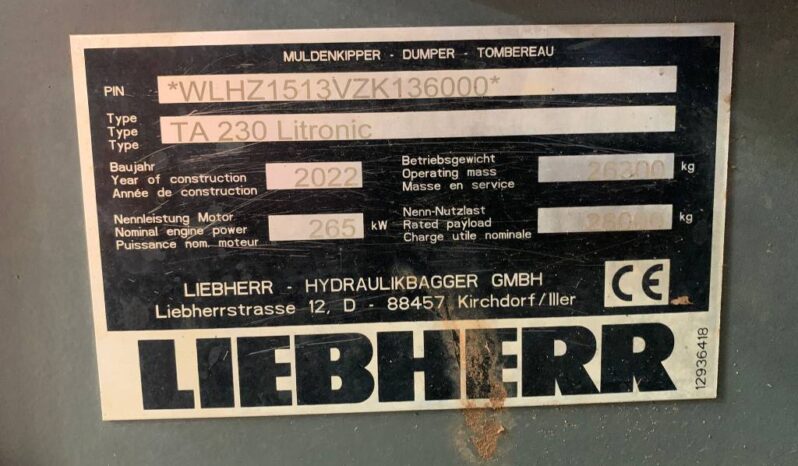 MULDENKIPPER - DUMPER - TOMBEREAU
PIN *WLHZ1513VZK136000*
Type
Type TA 230 Litronic
Type
Baujahr
Year of construction 2022
Année de construction
Betriebsgewicht
Operating mass 26300 kg
Masse en service
Nennleistung Motor
Nominal engine power 265 kW
Puissance nom. moteur
Nenn-Nutzlast
Rated payload 28000 kg
Charge utile nominale
LIEBHERR - HYDRAULIKBAGGER GMBH
Liebherrstrasse 12, D - 88457 Kirchdorf/Iller
CE
LIEBHERR
12936418